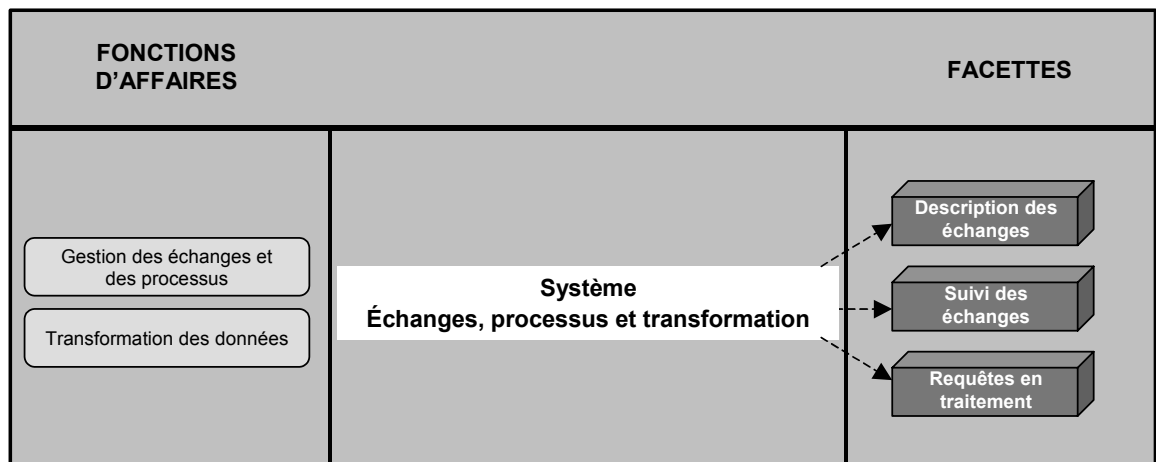 FONCTIONS
D’AFFAIRES
FACETTES
Gestion des échanges et
des processus
Transformation des données
Système
Échanges, processus et transformation
Description des
échanges
Suivi des
échanges
Requêtes en
traitement